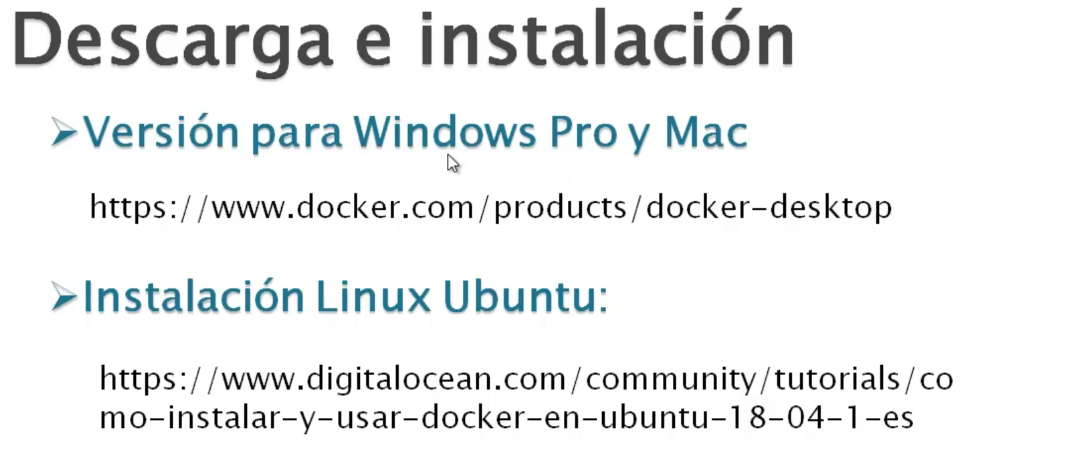 Descarga e instalación
Versión para Windows Pro y Mac
https://www.docker.com/products/docker-desktop
Instalación Linux Ubuntu:
https://www.digitalocean.com/community/tutorials/co
mo-instalar-y-usar-docker-en-ubuntu-18-04-1-es